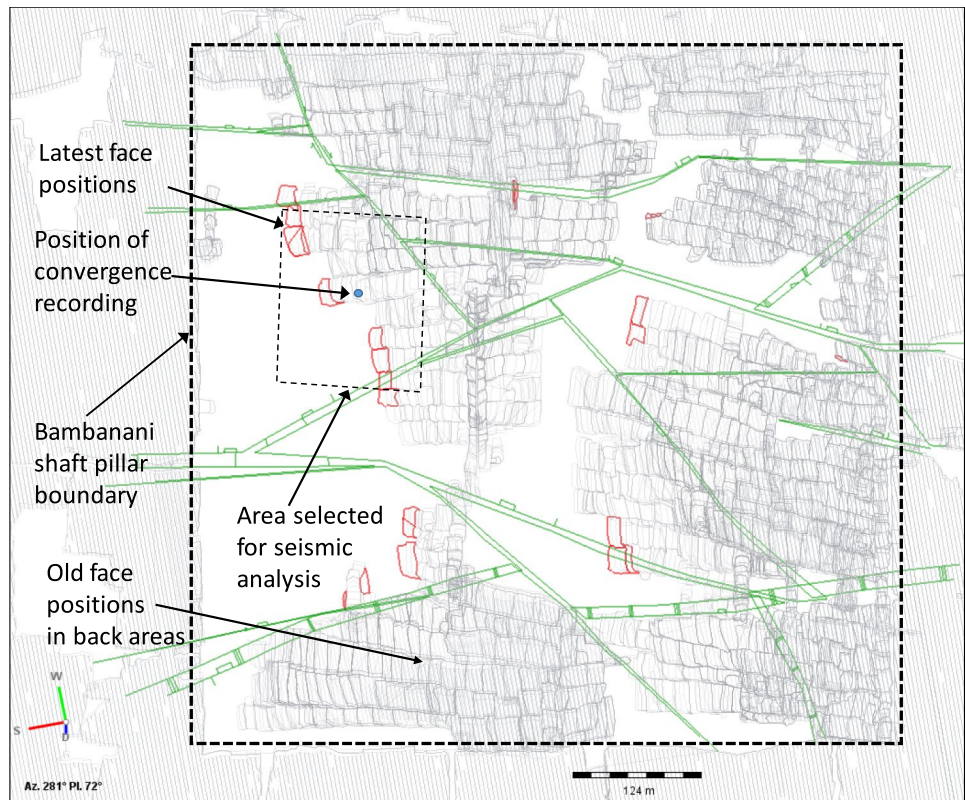 Latest face
positions
Position of
convergence
recording
Bambanani
shaft pillar
boundary
Area selected
for seismic
analysis
Old face
positions
in back areas
W
S
D
Az. 281° Pl. 72°
124 m